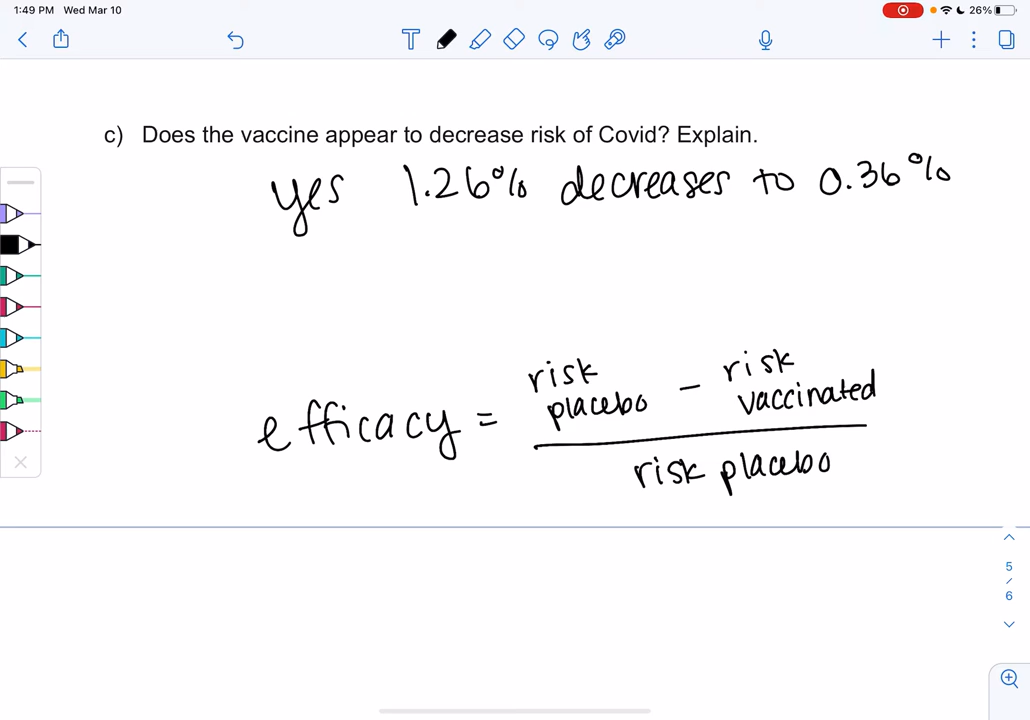 1:49 PM Wed Mar 10
26%
T
c) Does the vaccine appear to decrease risk of Covid? Explain.
yes 1.26% decreases to 0.36%
risk placebo − risk vaccinated
efficacy =
risk placebo
5
/
6